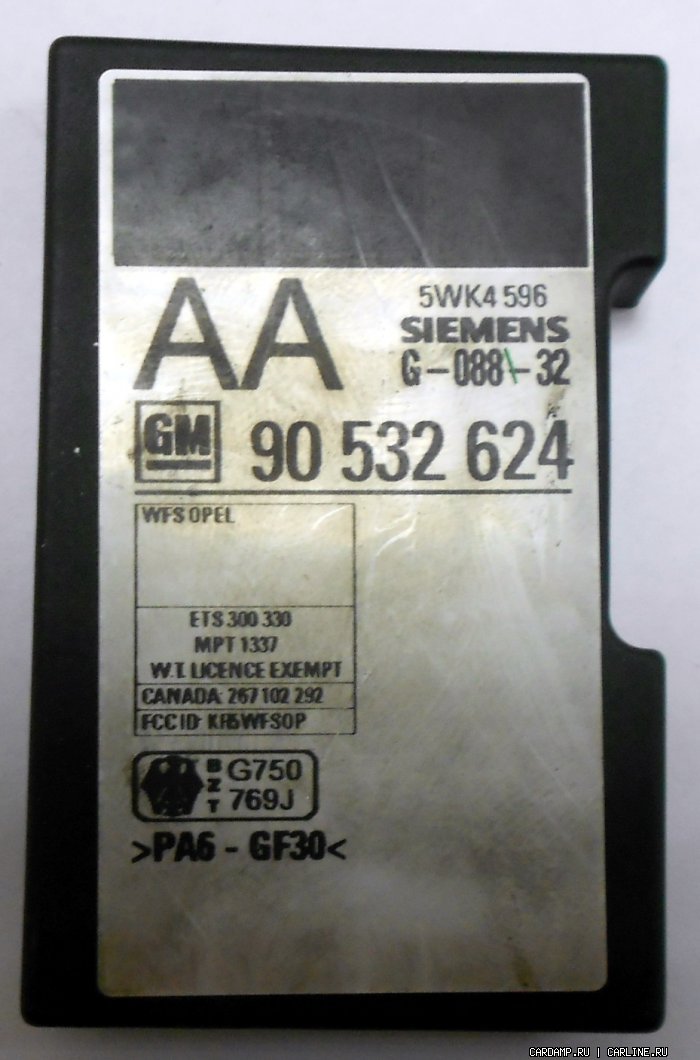 AA
5WK4 596
SIEMENS
G-088-32
GM
90 532 624
WFS OPEL
ETS 300 330
MPT 1337
W.T. LICENCE EXEMPT
CANADA: 267 102 292
FCC ID: KR5WFSOP
BZT
G750
769J
>PA6 - GF30<
CARDAMP.RU | CARLINE.RU